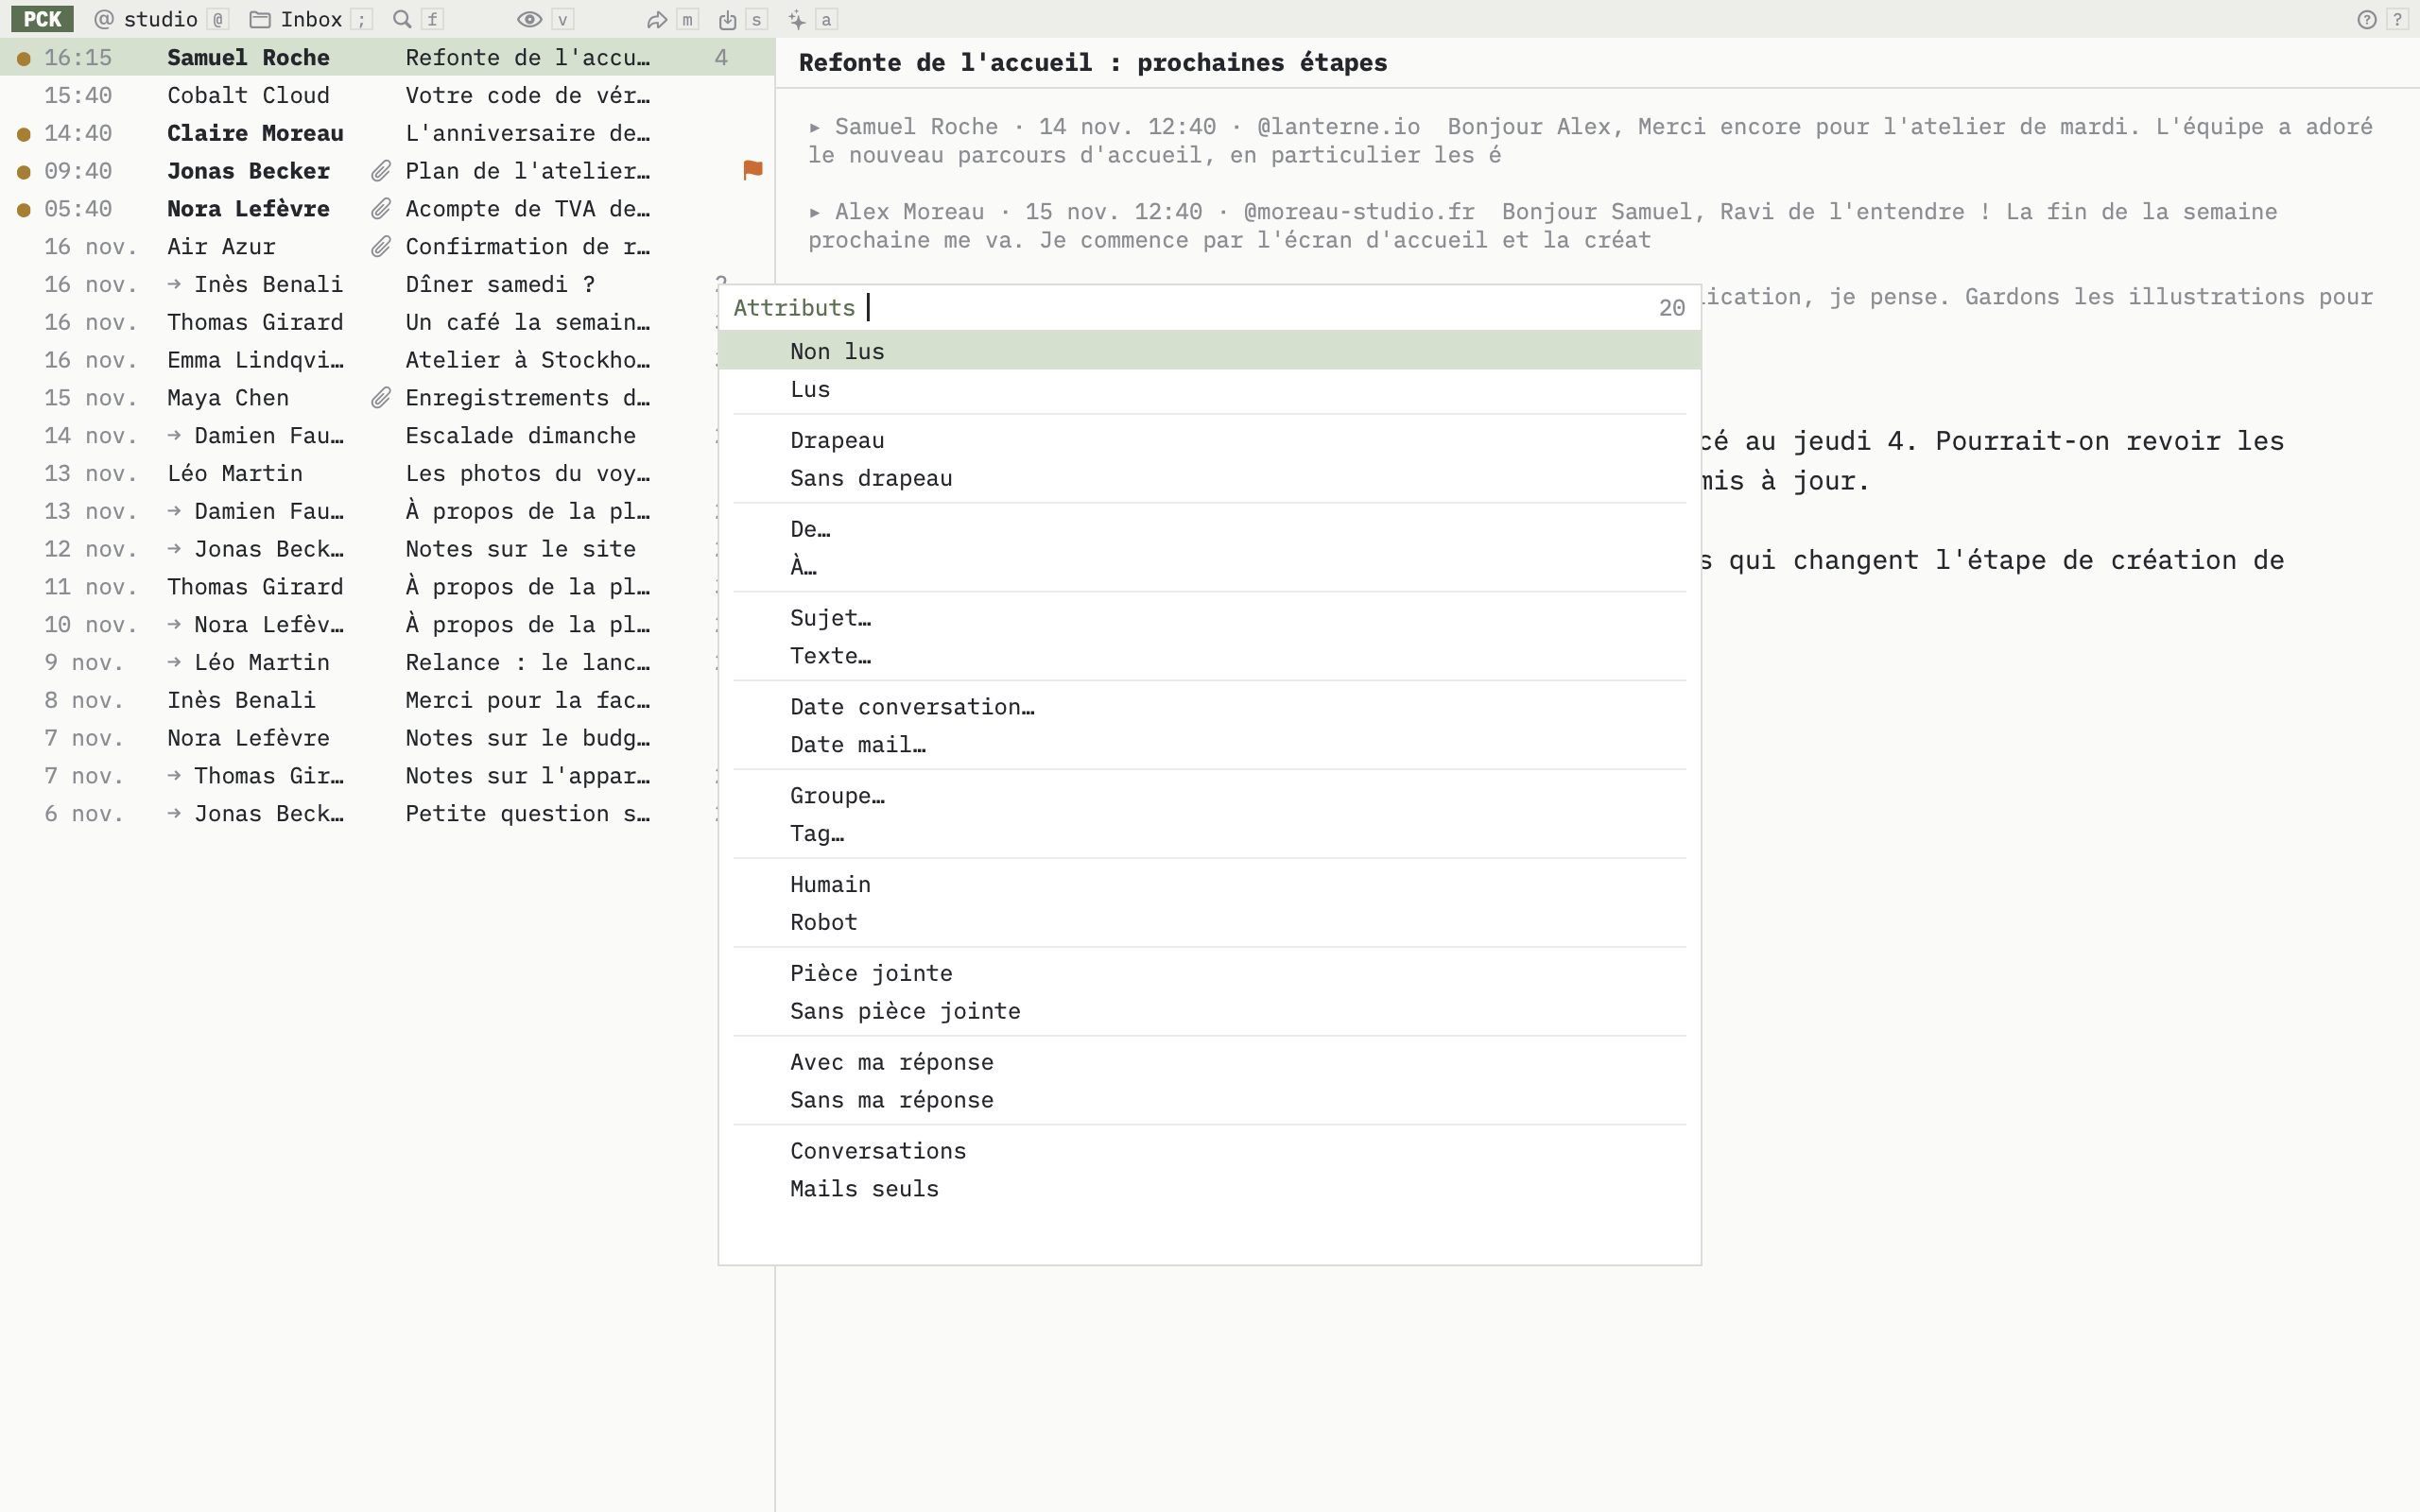 PCK @ studio @ Inbox ; f v m s a ? ?
16:15 Samuel Roche Refonte de l'accu… 4
15:40 Cobalt Cloud Votre code de vér…
14:40 Claire Moreau L'anniversaire de…
09:40 Jonas Becker Plan de l'atelier…
05:40 Nora Lefèvre Acompte de TVA de…
16 nov. Air Azur Confirmation de r…
16 nov. → Inès Benali Dîner samedi ?
16 nov. Thomas Girard Un café la semain…
16 nov. Emma Lindqvi… Atelier à Stockho…
15 nov. Maya Chen Enregistrements d…
14 nov. → Damien Fau… Escalade dimanche
13 nov. Léo Martin Les photos du voy…
13 nov. → Damien Fau… À propos de la pl…
12 nov. → Jonas Beck… Notes sur le site
11 nov. Thomas Girard À propos de la pl…
10 nov. → Nora Lefèv… À propos de la pl…
9 nov. → Léo Martin Relance : le lanc…
8 nov. Inès Benali Merci pour la fac…
7 nov. Nora Lefèvre Notes sur le budg…
7 nov. → Thomas Gir… Notes sur l'appar…
6 nov. → Jonas Beck… Petite question s…
Refonte de l'accueil : prochaines étapes
▸ Samuel Roche · 14 nov. 12:40 · @lanterne.io Bonjour Alex, Merci encore pour l'atelier de mardi. L'équipe a adoré
le nouveau parcours d'accueil, en particulier les é
▸ Alex Moreau · 15 nov. 12:40 · @moreau-studio.fr Bonjour Samuel, Ravi de l'entendre ! La fin de la semaine
prochaine me va. Je commence par l'écran d'accueil et la créat
lication, je pense. Gardons les illustrations pour
cé au jeudi 4. Pourrait-on revoir les
mis à jour.
s qui changent l'étape de création de
Attributs 20
Non lus
Lus
Drapeau
Sans drapeau
De…
À…
Sujet…
Texte…
Date conversation…
Date mail…
Groupe…
Tag…
Humain
Robot
Pièce jointe
Sans pièce jointe
Avec ma réponse
Sans ma réponse
Conversations
Mails seuls